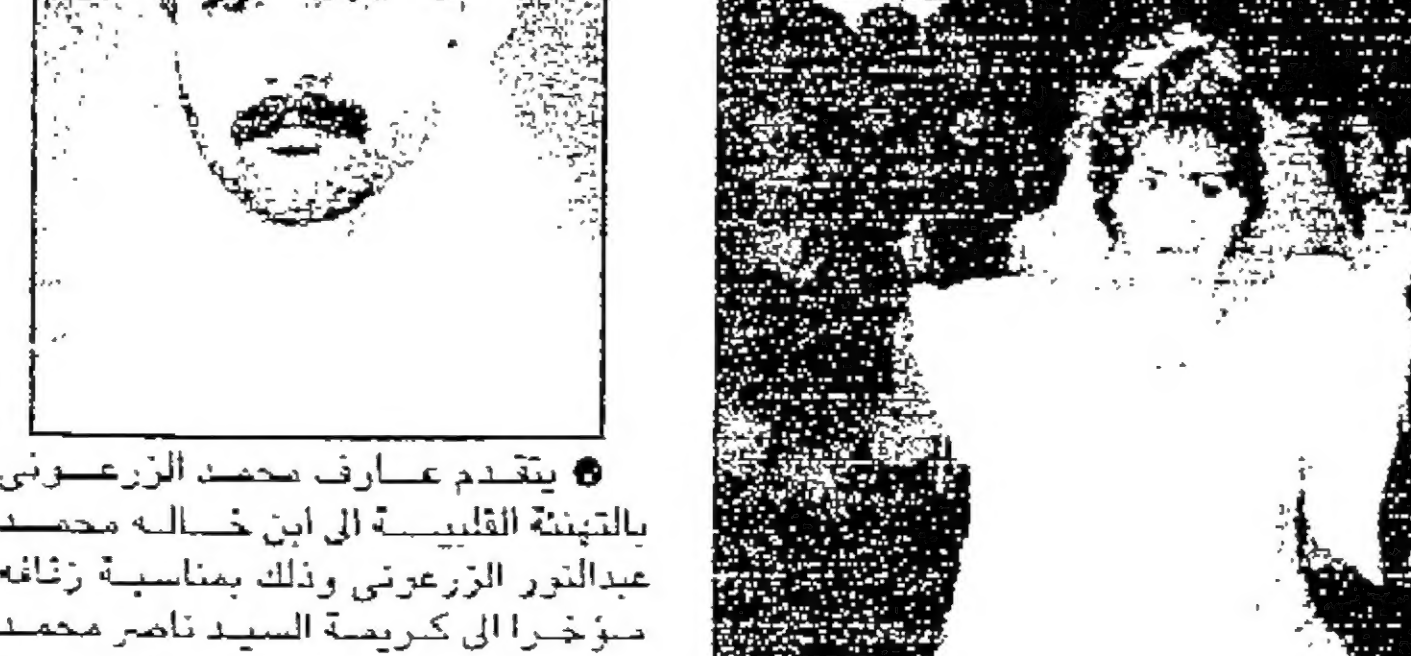 ● يتقدم عارف محمد الزرعوني
بالتهنئة القلبية الى ابن خاله محمد
عبدالنور الزرعوني وذلك بمناسبة زفافه
مؤخرا الى كريمة السيد ناصر محمد